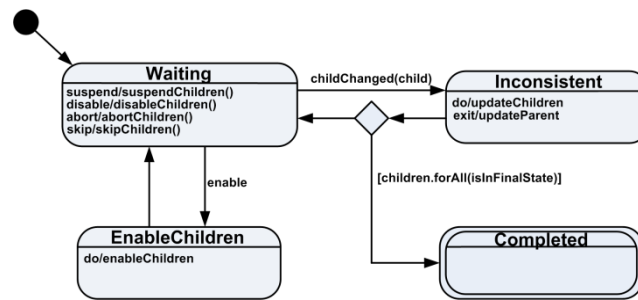 Waiting
suspend/suspendChildren()
disable/disableChildren()
abort/abortChildren()
skip/skipChildren()
childChanged(child)
Inconsistent
do/updateChildren
exit/updateParent
enable
[children.forAll(isInFinalState)]
EnableChildren
do/enableChildren
Completed